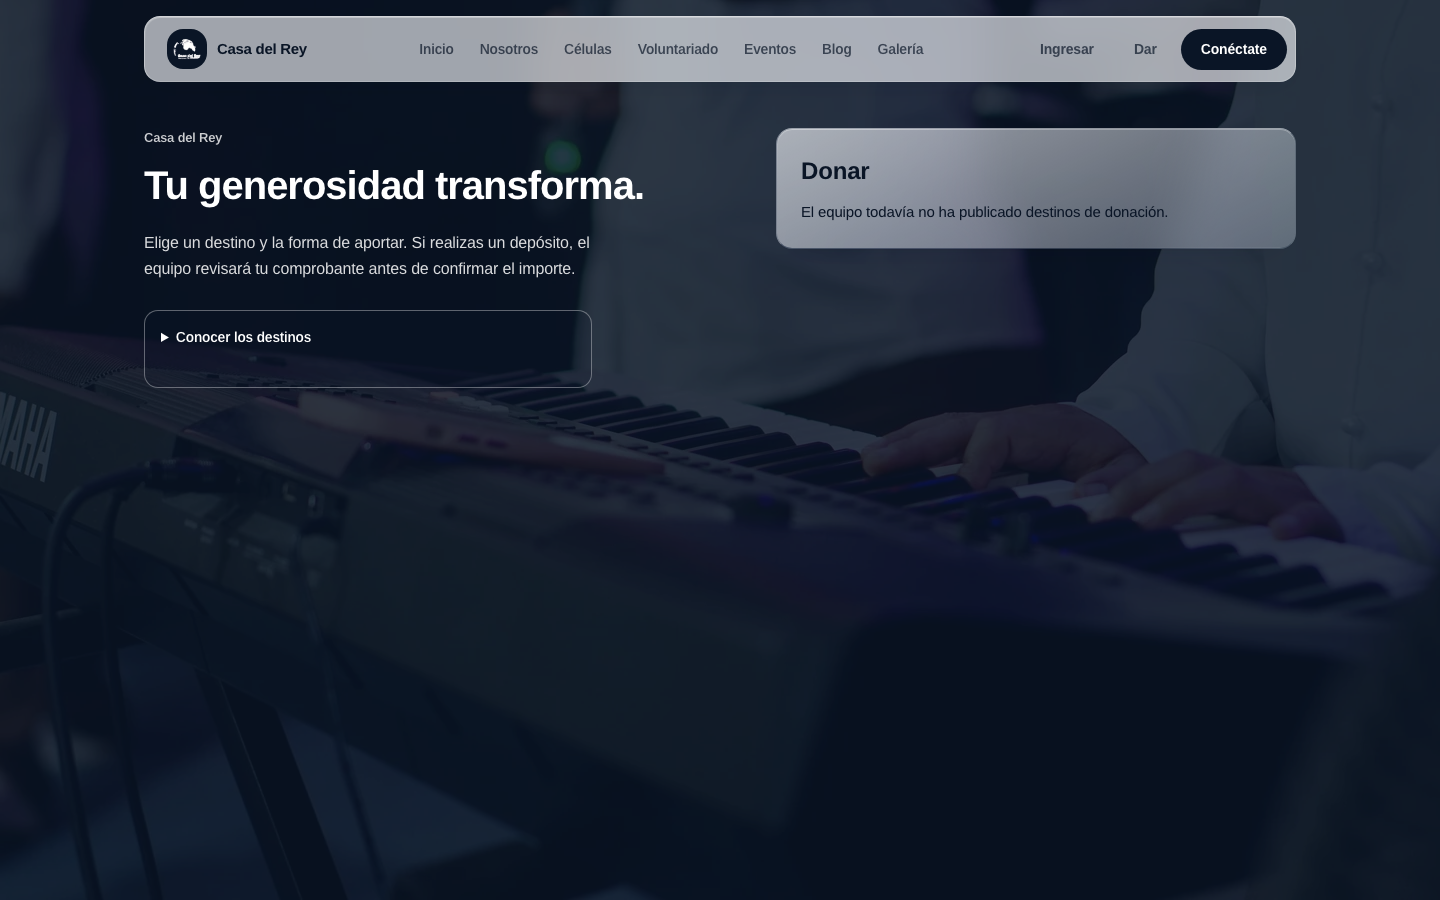 Casa del Rey
Inicio
Nosotros
Células
Voluntariado
Eventos
Blog
Galería
Ingresar
Dar
Conéctate
Casa del Rey
Tu generosidad transforma.
Elige un destino y la forma de aportar. Si realizas un depósito, el
equipo revisará tu comprobante antes de confirmar el importe.
Conocer los destinos
Donar
El equipo todavía no ha publicado destinos de donación.